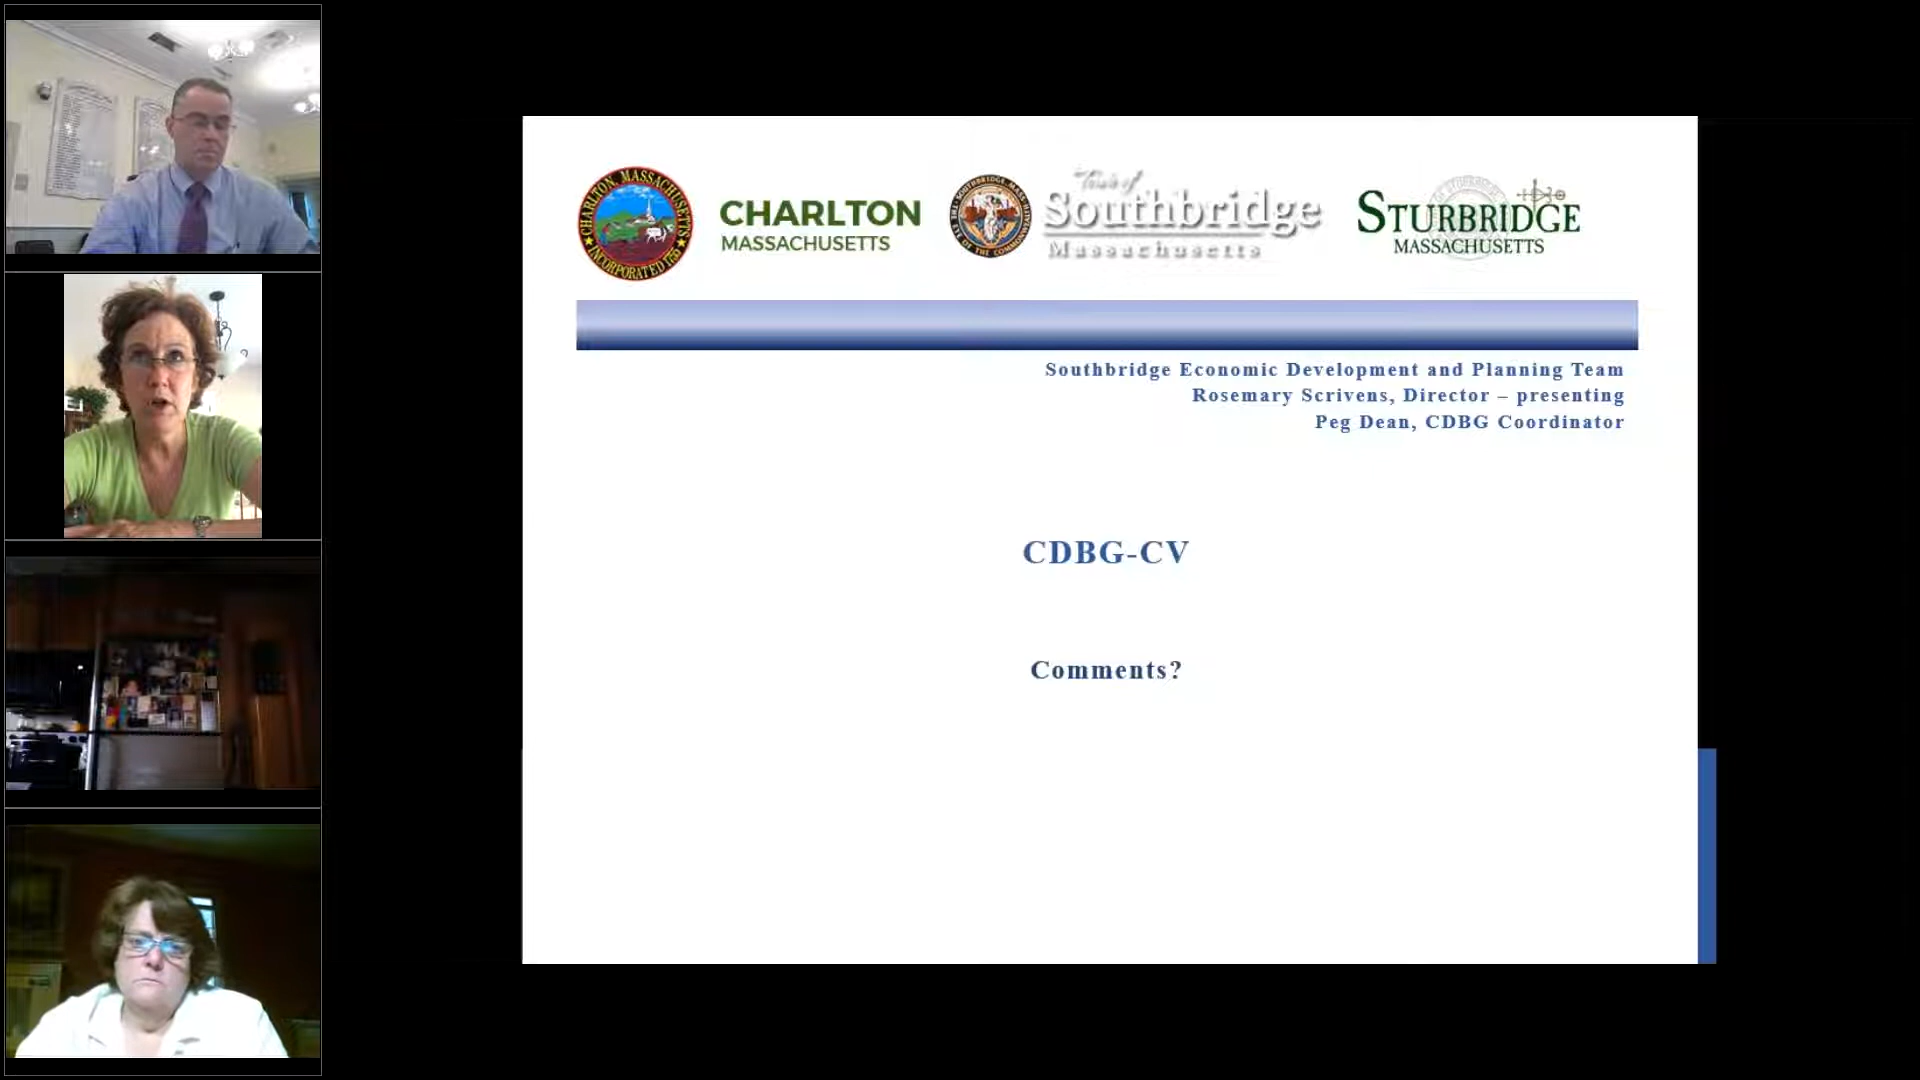 CHARLTON, MASSACHUSETTS
INCORPORATED 1755
CHARLTON
MASSACHUSETTS
Town of
Southbridge
Massachusetts
STURBRIDGE
MASSACHUSETTS
Southbridge Economic Development and Planning Team
Rosemary Scrivens, Director – presenting
Peg Dean, CDBG Coordinator
CDBG-CV
Comments?